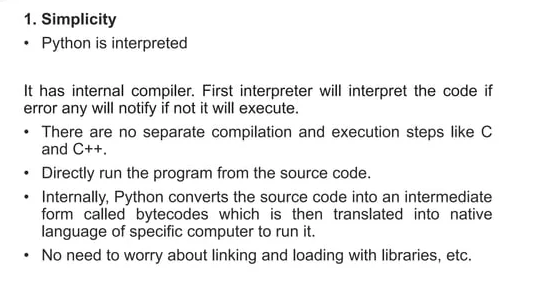 1. Simplicity
• Python is interpreted
It has internal compiler. First interpreter will interpret the code if
error any will notify if not it will execute.
• There are no separate compilation and execution steps like C
and C++.
• Directly run the program from the source code.
• Internally, Python converts the source code into an intermediate
form called bytecodes which is then translated into native
language of specific computer to run it.
• No need to worry about linking and loading with libraries, etc.